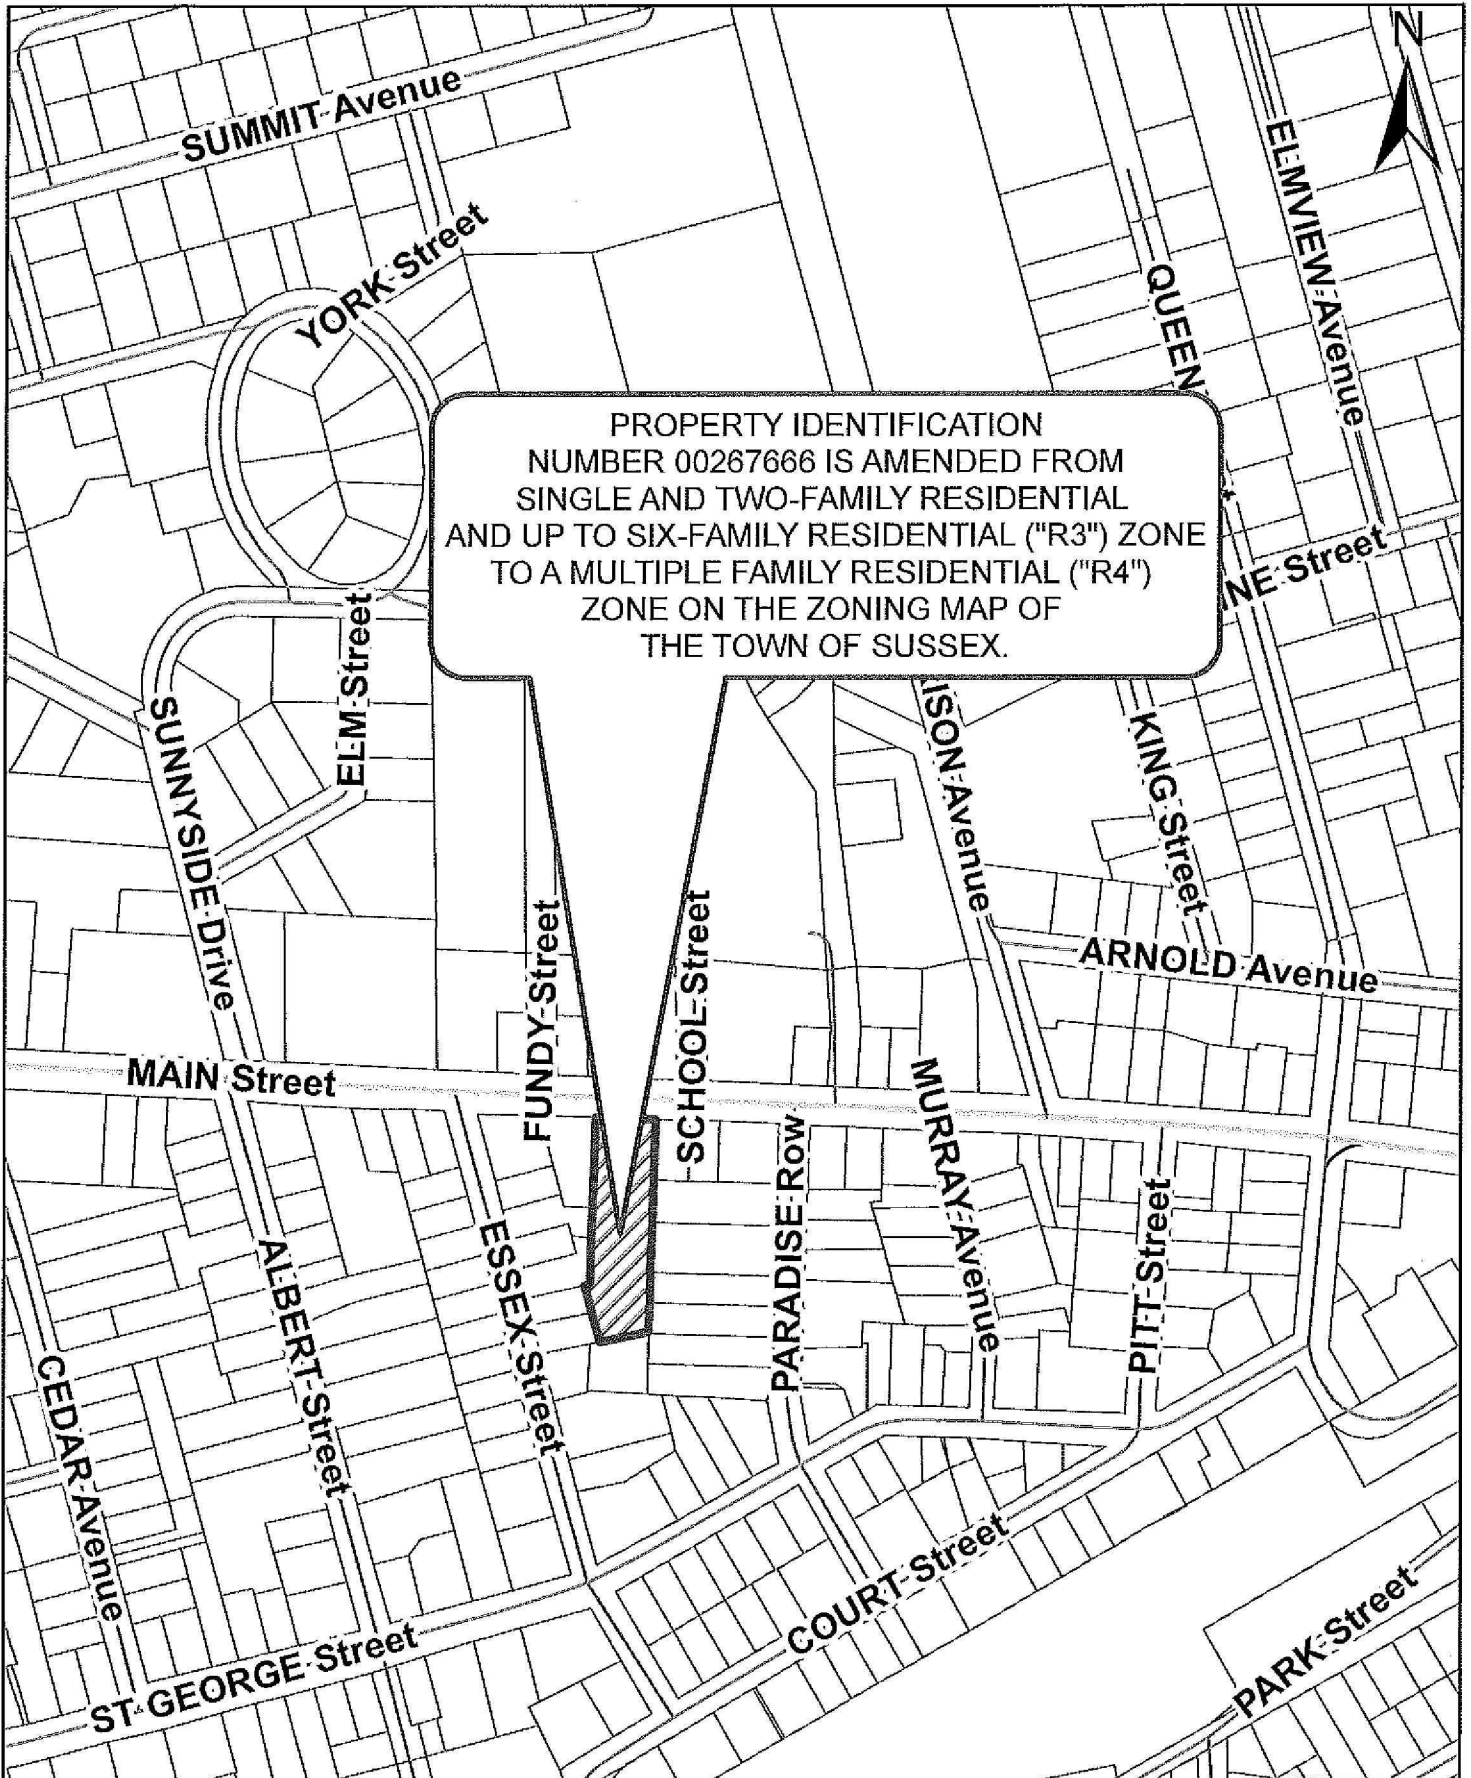 N
SUMMIT Avenue
ELMVIEW Avenue
YORK Street
QUEEN
PROPERTY IDENTIFICATION
NUMBER 00267666 IS AMENDED FROM
SINGLE AND TWO-FAMILY RESIDENTIAL
AND UP TO SIX-FAMILY RESIDENTIAL ("R3") ZONE
TO A MULTIPLE FAMILY RESIDENTIAL ("R4")
ZONE ON THE ZONING MAP OF
THE TOWN OF SUSSEX.
INE Street
ELM Street
SUNNYSIDE Drive
ISON Avenue
KING Street
FUNDY Street
SCHOOL Street
ARNOLD Avenue
MAIN Street
MURRAY Avenue
PARADISE Row
PITT Street
ESSEX Street
ALBERT Street
CEDAR Avenue
COURT Street
PARK Street
ST GEORGE Street